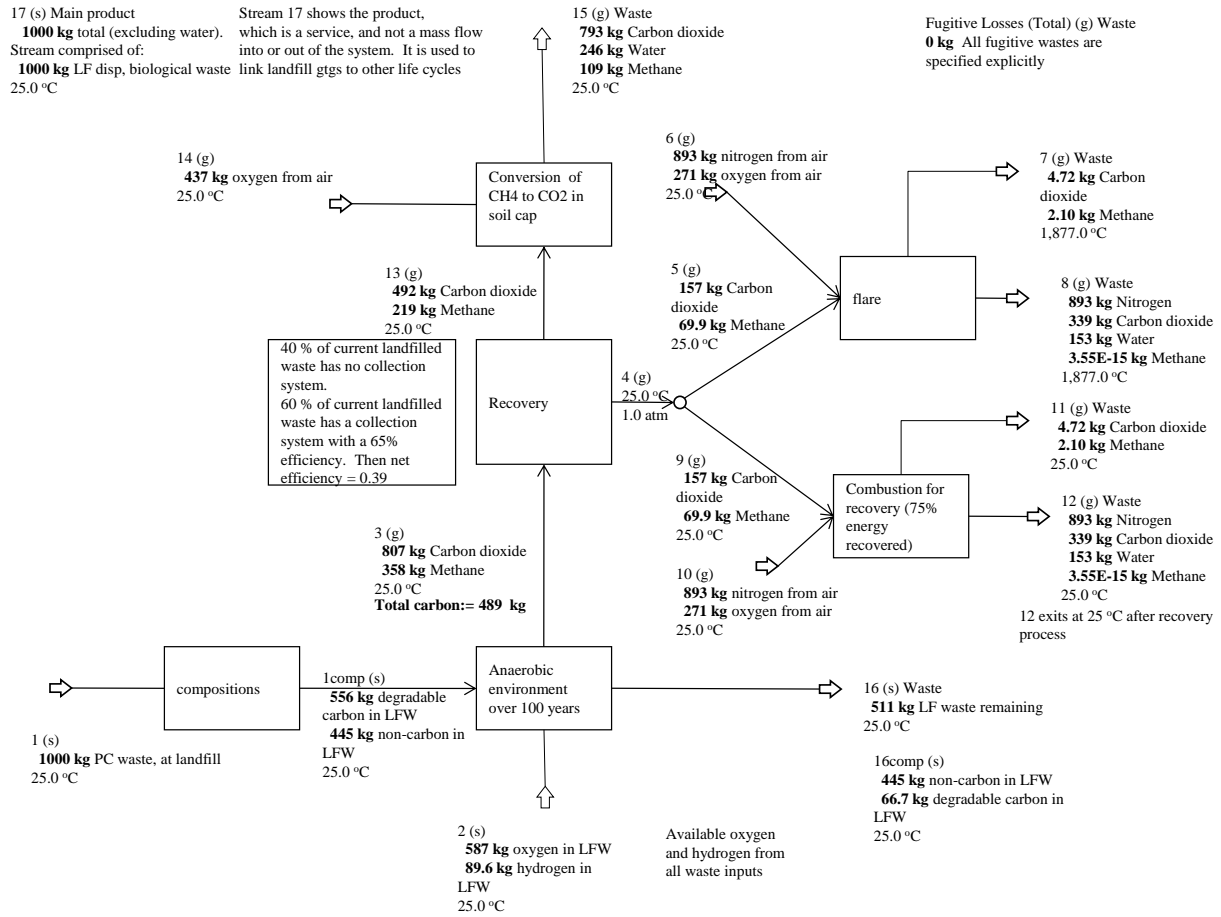 17 (s) Main product
1000 kg total (excluding water).
Stream comprised of:
1000 kg LF disp, biological waste
25.0 °C
Stream 17 shows the product,
which is a service, and not a mass flow
into or out of the system. It is used to
link landfill gtgs to other life cycles
15 (g) Waste
793 kg Carbon dioxide
246 kg Water
109 kg Methane
25.0 °C
Fugitive Losses (Total) (g) Waste
0 kg All fugitive wastes are
specified explicitly
14 (g)
437 kg oxygen from air
25.0 °C
Conversion of
CH4 to CO2 in
soil cap
6 (g)
893 kg nitrogen from air
271 kg oxygen from air
25.0 °C
7 (g) Waste
4.72 kg Carbon
dioxide
2.10 kg Methane
1,877.0 °C
13 (g)
492 kg Carbon dioxide
219 kg Methane
25.0 °C
5 (g)
157 kg Carbon
dioxide
69.9 kg Methane
25.0 °C
flare
8 (g) Waste
893 kg Nitrogen
339 kg Carbon dioxide
153 kg Water
3.55E-15 kg Methane
1,877.0 °C
40 % of current landfilled
waste has no collection
system.
60 % of current landfilled
waste has a collection
system with a 65%
efficiency. Then net
efficiency = 0.39
Recovery
4 (g)
25.0 °C
1.0 atm
11 (g) Waste
4.72 kg Carbon dioxide
2.10 kg Methane
25.0 °C
9 (g)
157 kg Carbon
dioxide
69.9 kg Methane
25.0 °C
Combustion for
recovery (75%
energy
recovered)
12 (g) Waste
893 kg Nitrogen
339 kg Carbon dioxide
153 kg Water
3.55E-15 kg Methane
25.0 °C
12 exits at 25 °C after recovery
process
3 (g)
807 kg Carbon dioxide
358 kg Methane
25.0 °C
Total carbon:= 489 kg
10 (g)
893 kg nitrogen from air
271 kg oxygen from air
25.0 °C
compositions
1comp (s)
556 kg degradable
carbon in LFW
445 kg non-carbon in
LFW
25.0 °C
Anaerobic
environment
over 100 years
16 (s) Waste
511 kg LF waste remaining
25.0 °C
1 (s)
1000 kg PC waste, at landfill
25.0 °C
16comp (s)
445 kg non-carbon in LFW
66.7 kg degradable carbon in
LFW
25.0 °C
2 (s)
587 kg oxygen in LFW
89.6 kg hydrogen in
LFW
25.0 °C
Available oxygen
and hydrogen from
all waste inputs